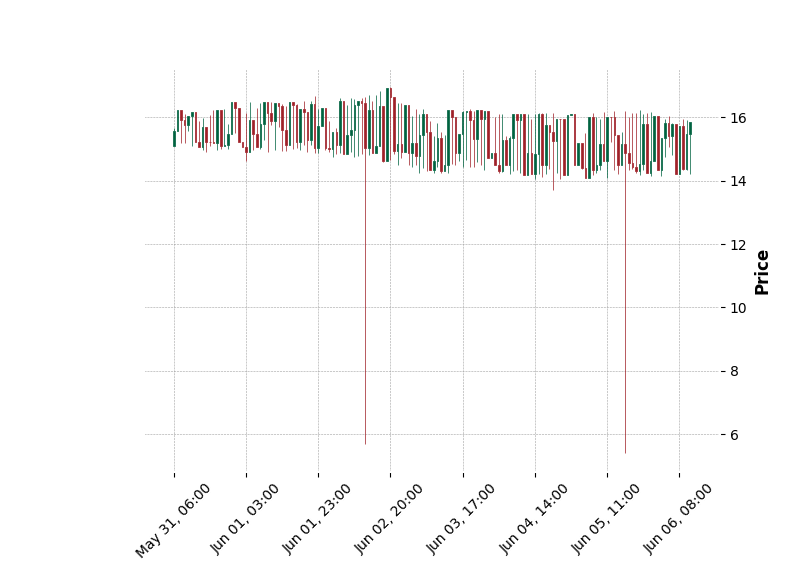 16
14
12
10
8
6
Price
May 31, 06:00
Jun 01, 03:00
Jun 01, 23:00
Jun 02, 20:00
Jun 03, 17:00
Jun 04, 14:00
Jun 05, 11:00
Jun 06, 08:00